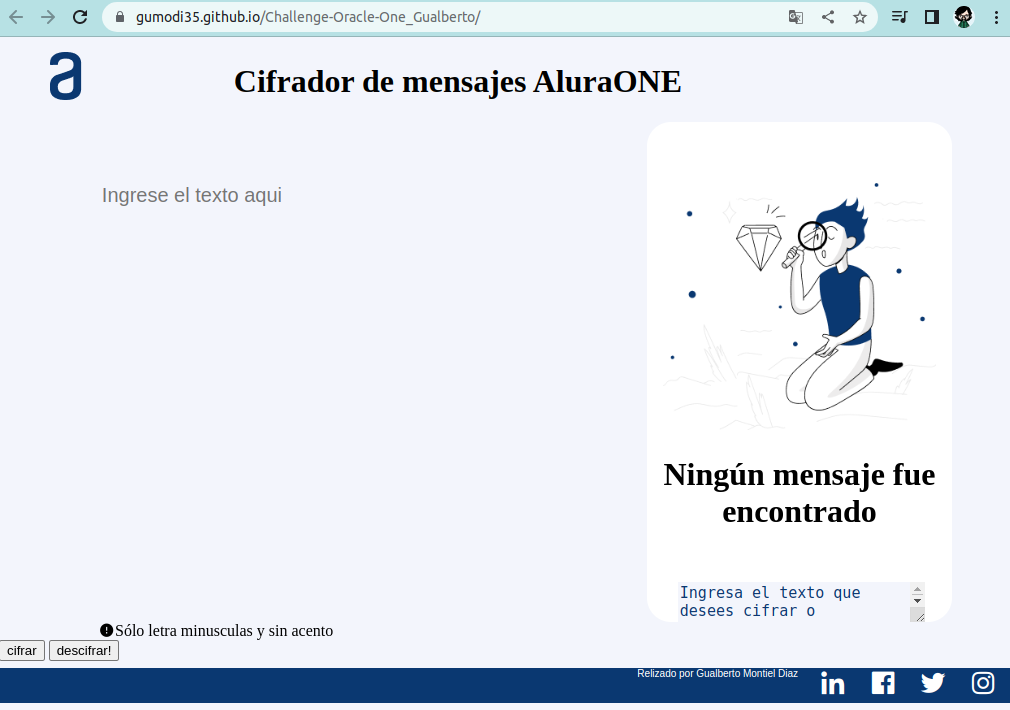 gumodi35.github.io/Challenge-Oracle-One_Gualberto/
a
Cifrador de mensajes AluraONE
Ingrese el texto aqui
Ningún mensaje fue
encontrado
Ingresa el texto que
desees cifrar o
Sólo letra minusculas y sin acento
cifrar descifrar!
Relizado por Gualberto Montiel Diaz